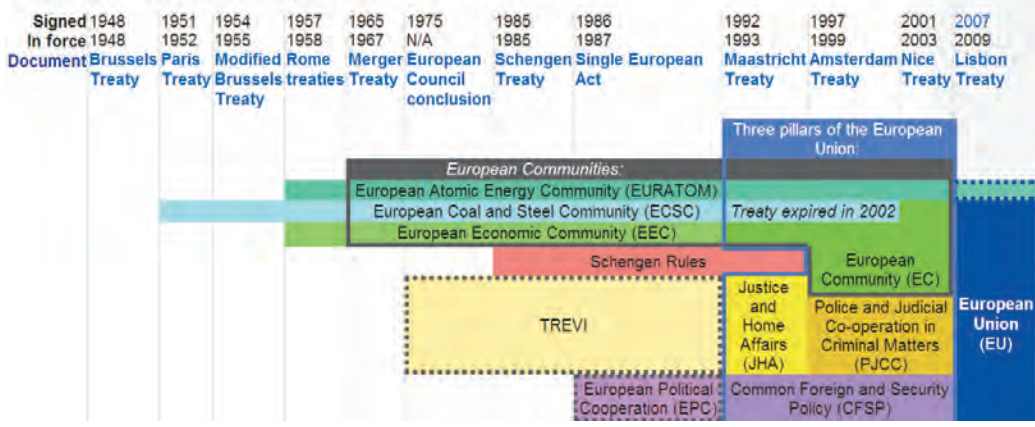 Signed 1948 1951 1954 1957 1965 1975 1985 1986 1992 1997 2001 2007
In force 1948 1952 1955 1958 1967 N/A 1985 1987 1993 1999 2003 2009
Document Brussels Paris Modified Rome Merger European Schengen Single European Maastricht Amsterdam Nice Lisbon
Treaty Treaty Brussels treaties Treaty Council Treaty Act Treaty Treaty Treaty Treaty
Treaty conclusion
Three pillars of the European
Union:
European Communities:
European Atomic Energy Community (EURATOM)
European Coal and Steel Community (ECSC) Treaty expired in 2002
European Economic Community (EEC)
Schengen Rules
European
Community (EC)
TREVI
Justice
and
Home
Affairs
(JHA)
Police and Judicial
Co-operation in
Criminal Matters
(PJCC)
European
Union
(EU)
European Political
Cooperation (EPC)
Common Foreign and Security
Policy (CFSP)